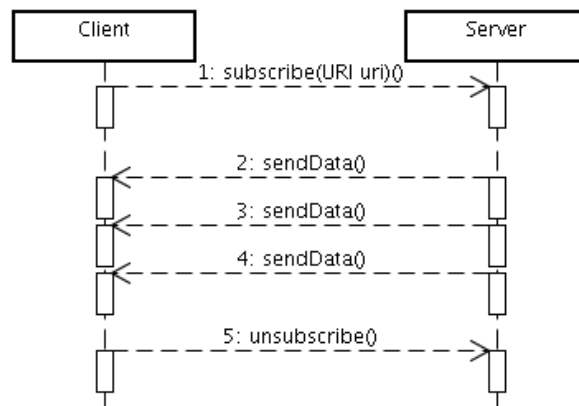 Client
Server
1: subscribe(URI uri)()
2: sendData()
3: sendData()
4: sendData()
5: unsubscribe()